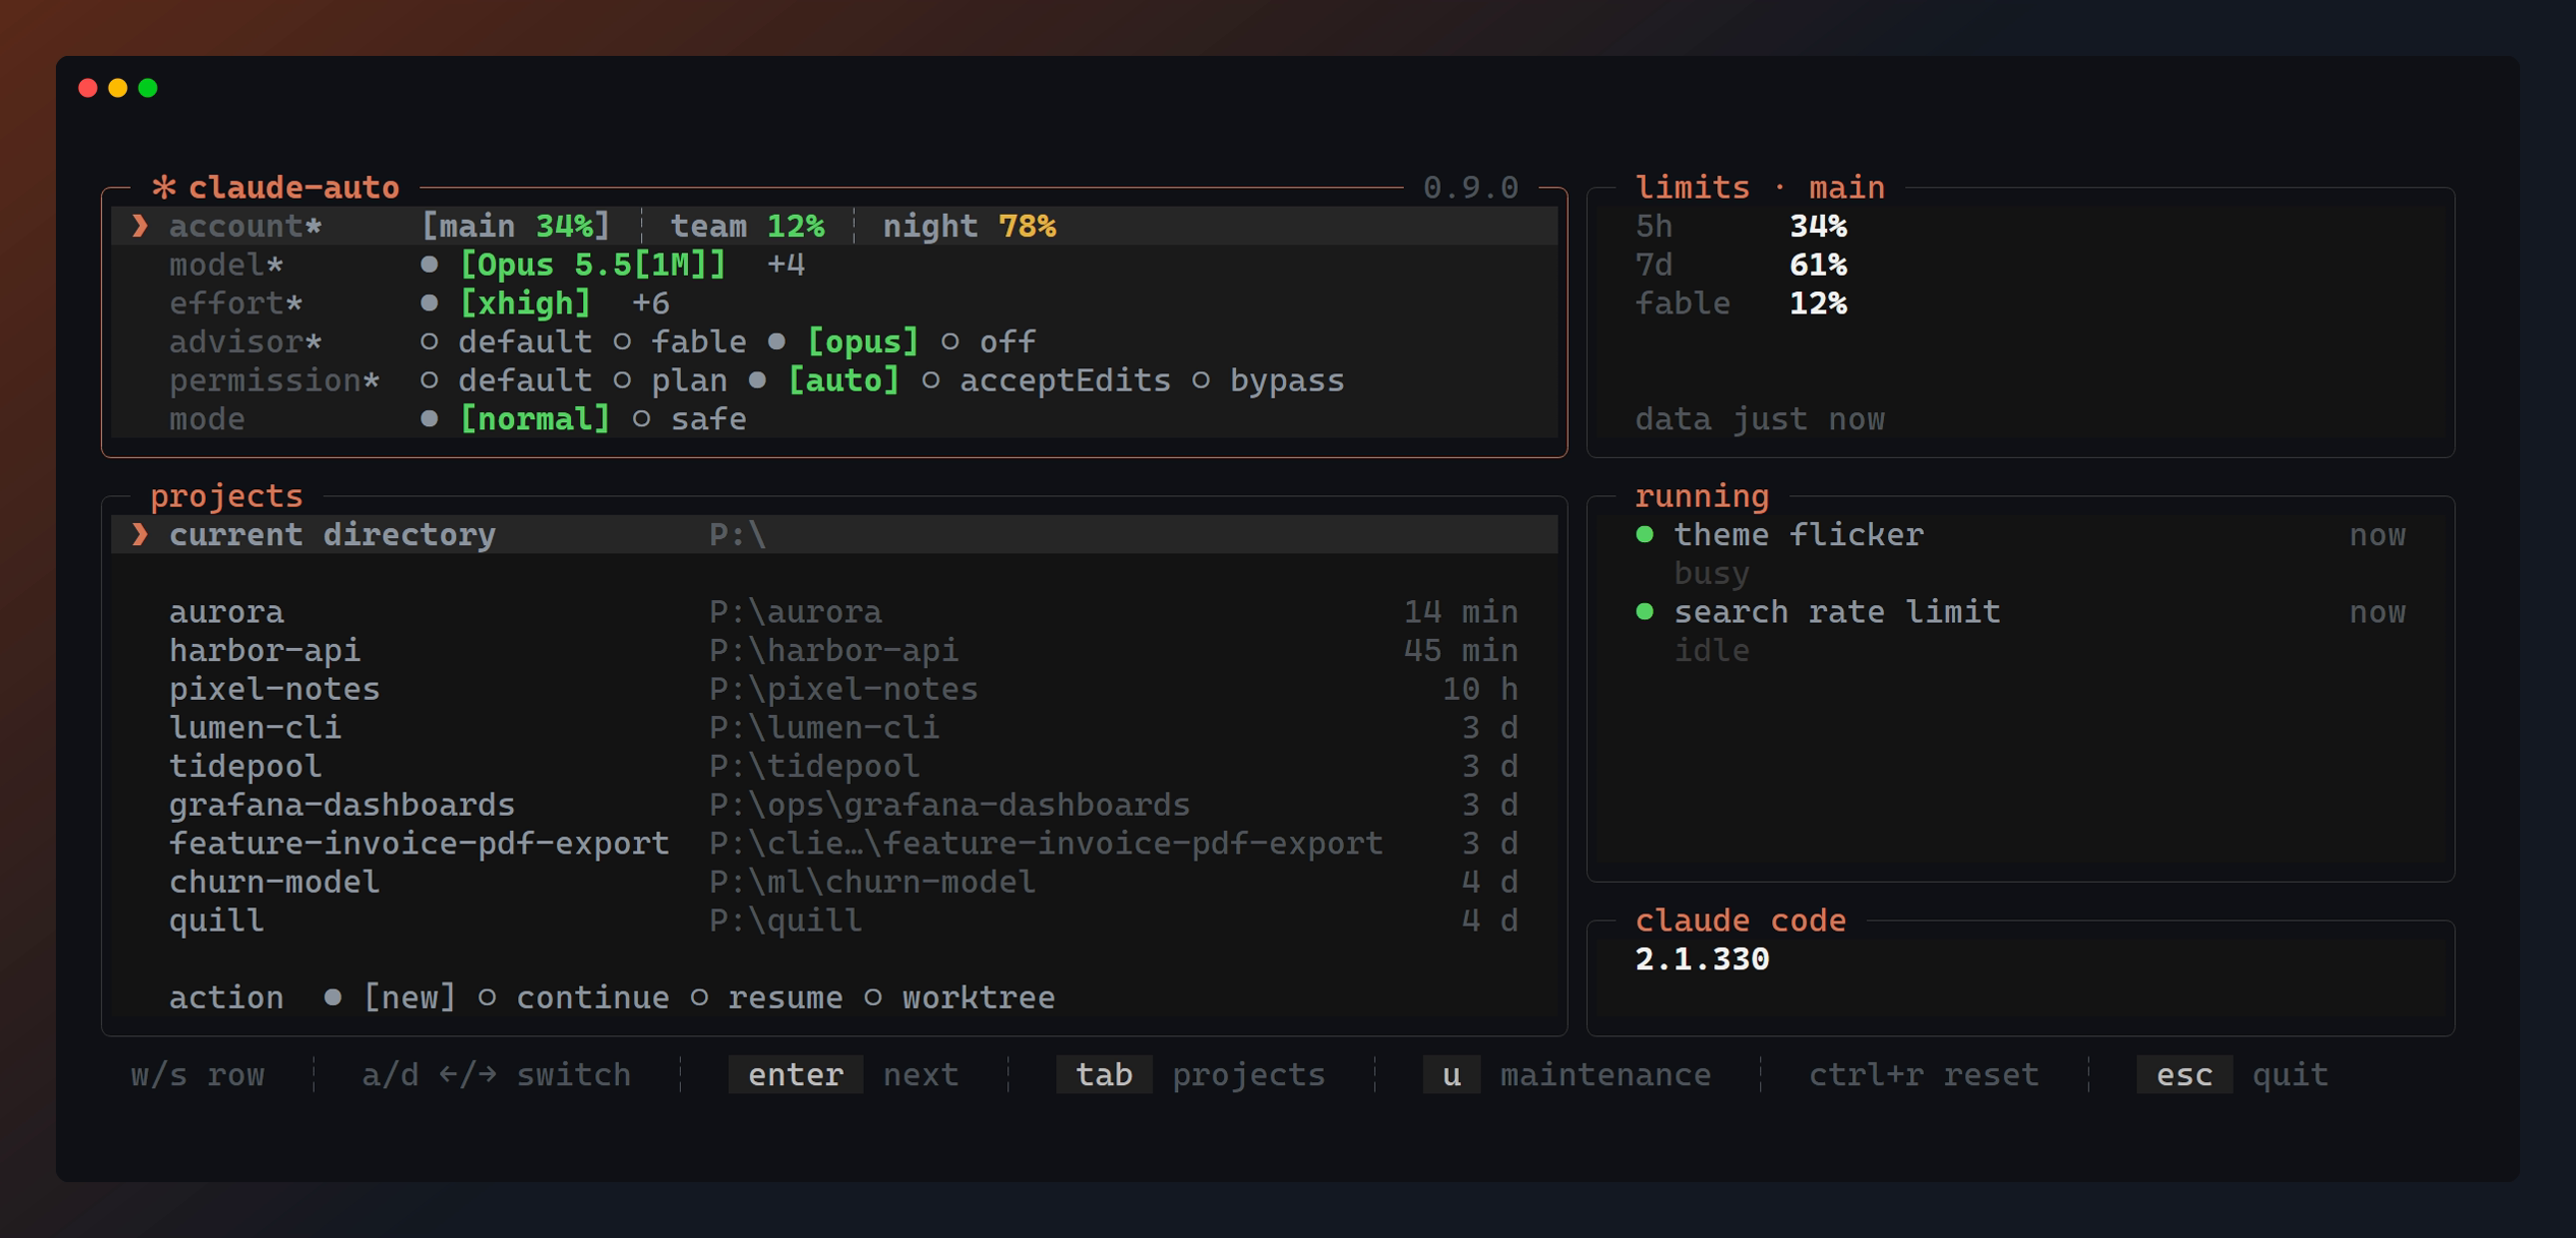 ✻ claude-auto 0.9.0
❯ account* [main 34%] ┆ team 12% ┆ night 78%
model* ● [Opus 5.5[1M]] +4
effort* ● [xhigh] +6
advisor* ○ default ○ fable ● [opus] ○ off
permission* ○ default ○ plan ● [auto] ○ acceptEdits ○ bypass
mode ● [normal] ○ safe
limits · main
5h 34%
7d 61%
fable 12%
data just now
projects
❯ current directory P:\
aurora P:\aurora 14 min
harbor-api P:\harbor-api 45 min
pixel-notes P:\pixel-notes 10 h
lumen-cli P:\lumen-cli 3 d
tidepool P:\tidepool 3 d
grafana-dashboards P:\ops\grafana-dashboards 3 d
feature-invoice-pdf-export P:\clie…\feature-invoice-pdf-export 3 d
churn-model P:\ml\churn-model 4 d
quill P:\quill 4 d
action ● [new] ○ continue ○ resume ○ worktree
running
● theme flicker now
busy
● search rate limit now
idle
claude code
2.1.330
w/s row ┆ a/d ←/→ switch ┆ enter next ┆ tab projects ┆ u maintenance ┆ ctrl+r reset ┆ esc quit